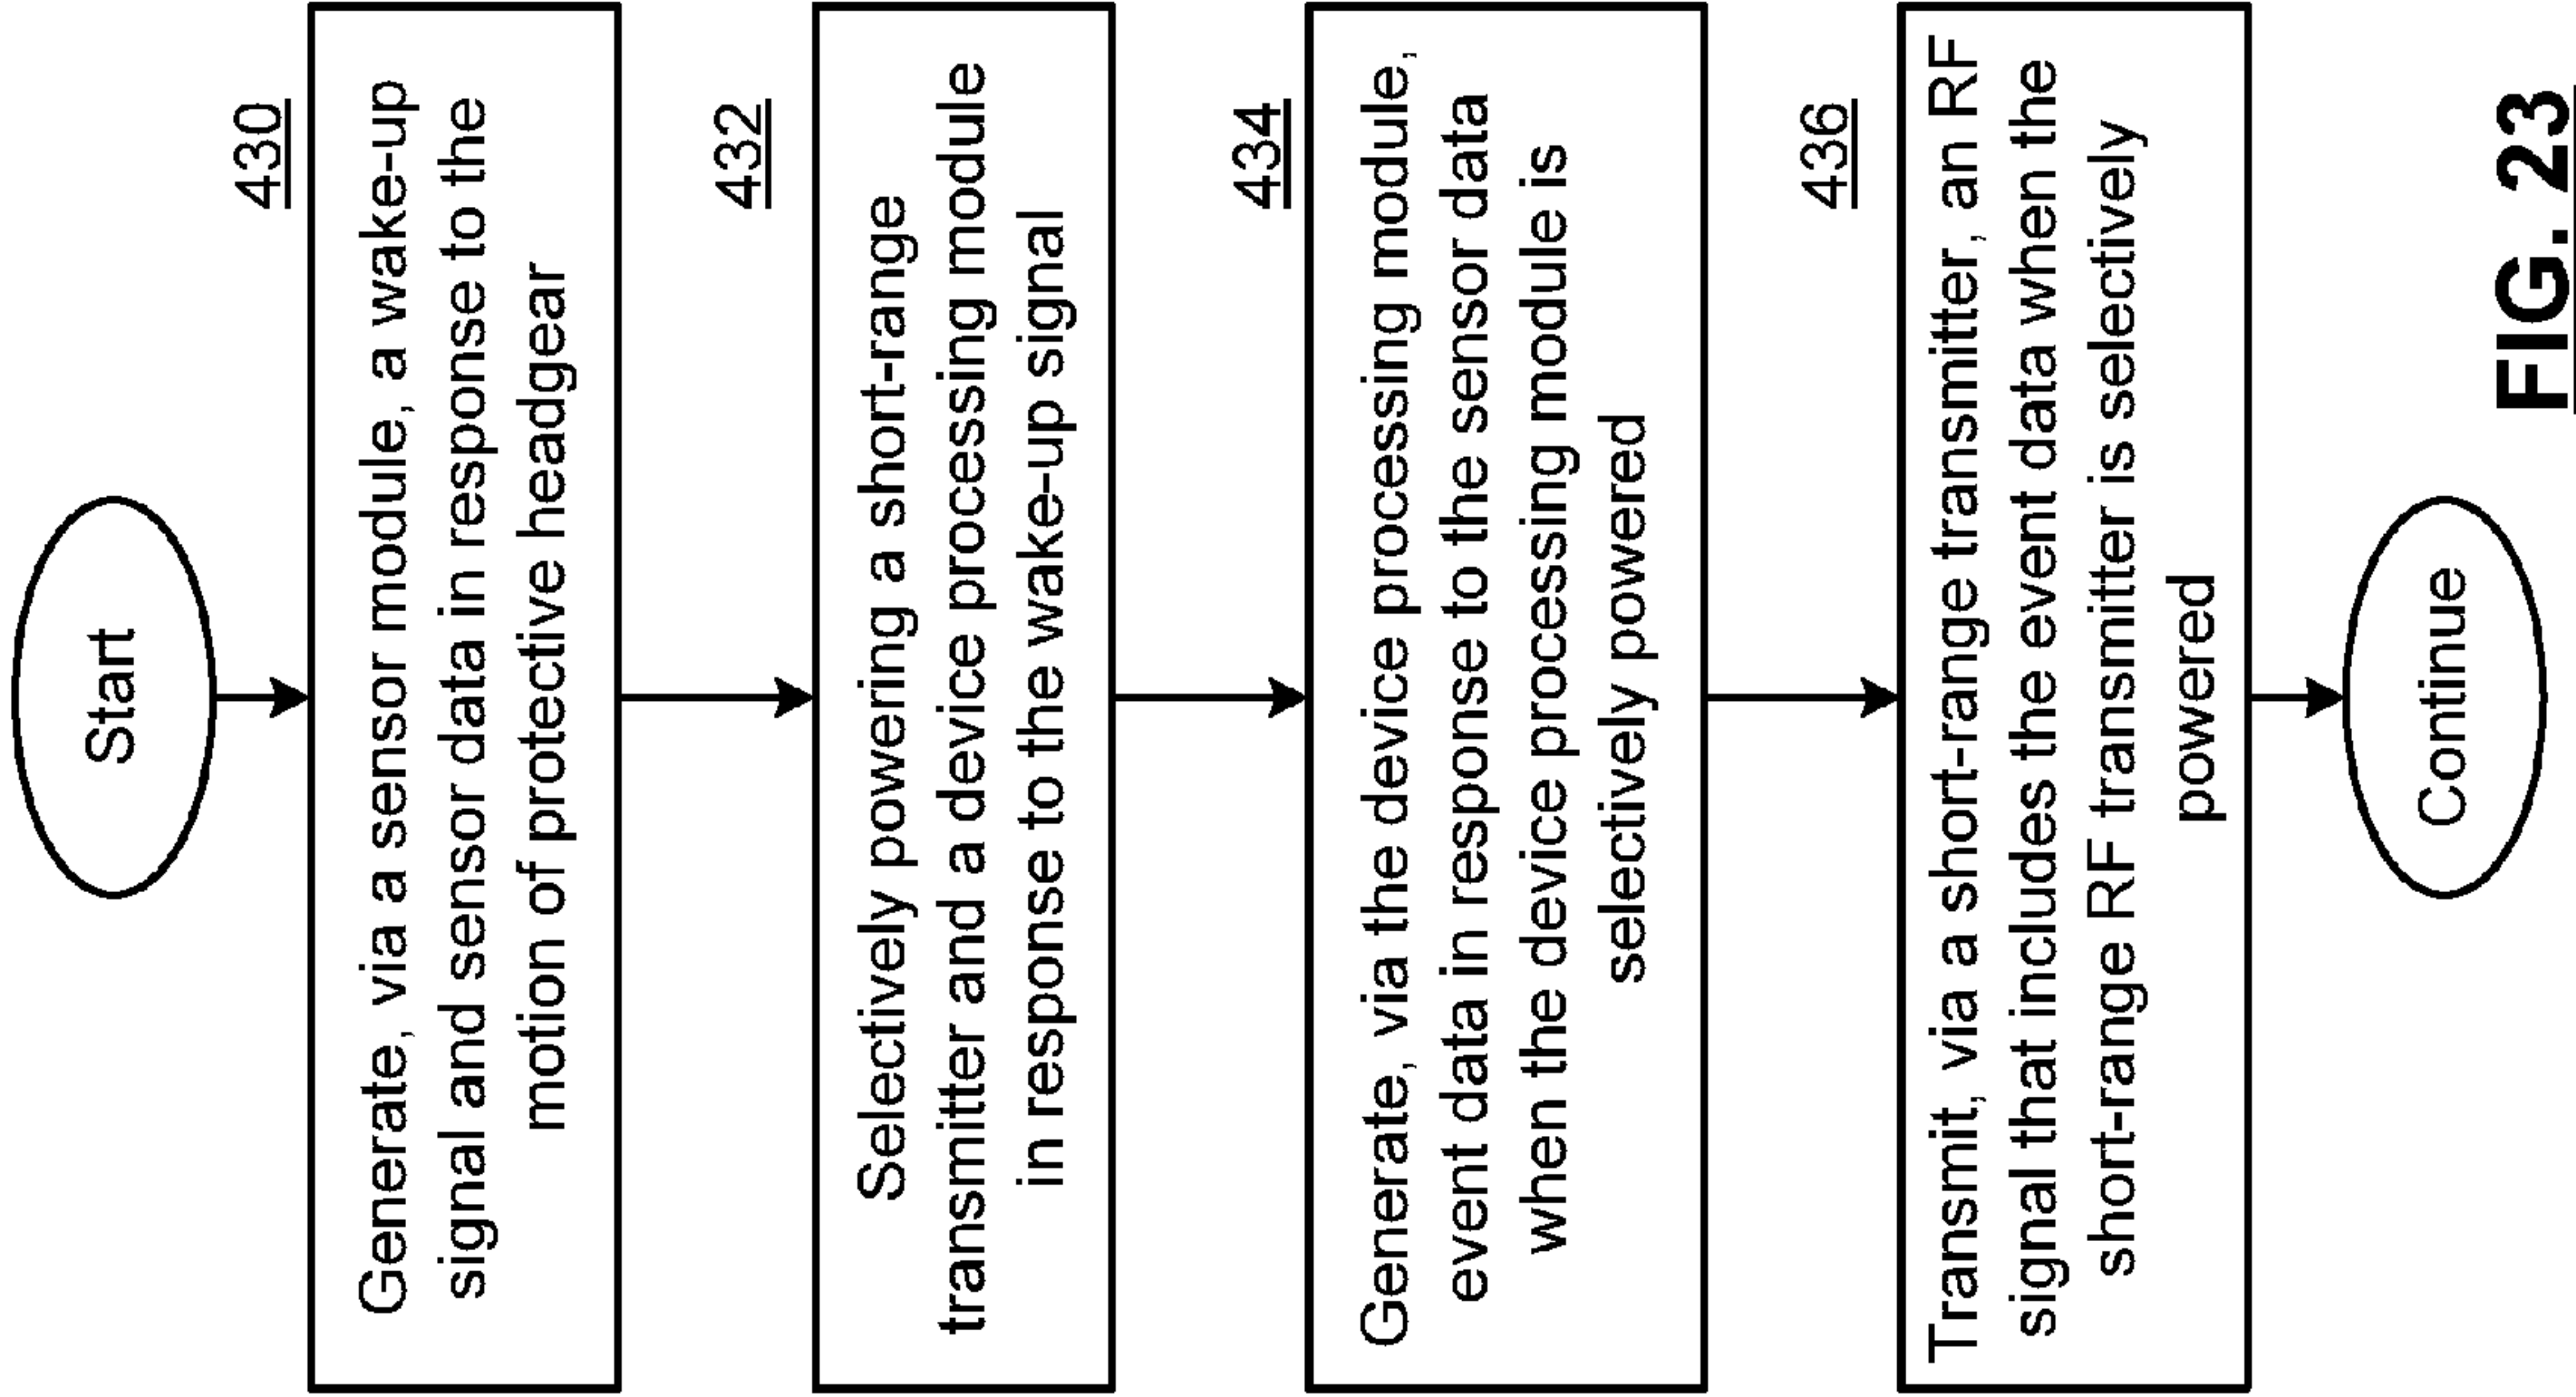 Start
430
Generate, via a sensor module, a wake-up
signal and sensor data in response to the
motion of protective headgear
432
Selectively powering a short-range
transmitter and a device processing module
in response to the wake-up signal
434
Generate, via the device processing module,
event data in response to the sensor data
when the device processing module is
selectively powered
436
Transmit, via a short-range transmitter, an RF
signal that includes the event data when the
short-range RF transmitter is selectively
powered
Continue
FIG. 23